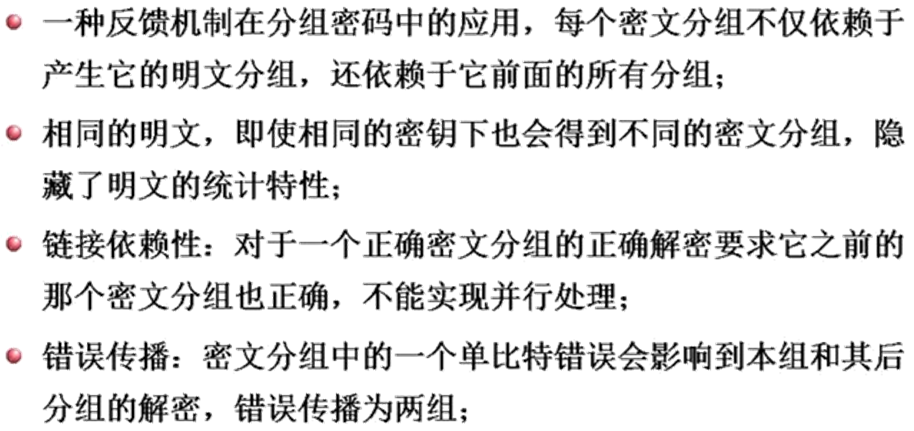 一种反馈机制在分组密码中的应用，每个密文分组不仅依赖于
产生它的明文分组，还依赖于它前面的所有分组；
相同的明文，即使相同的密钥下也会得到不同的密文分组，隐
藏了明文的统计特性；
链接依赖性：对于一个正确密文分组的正确解密要求它之前的
那个密文分组也正确，不能实现并行处理；
错误传播：密文分组中的一个单比特错误会影响到本组和其后
分组的解密，错误传播为两组；